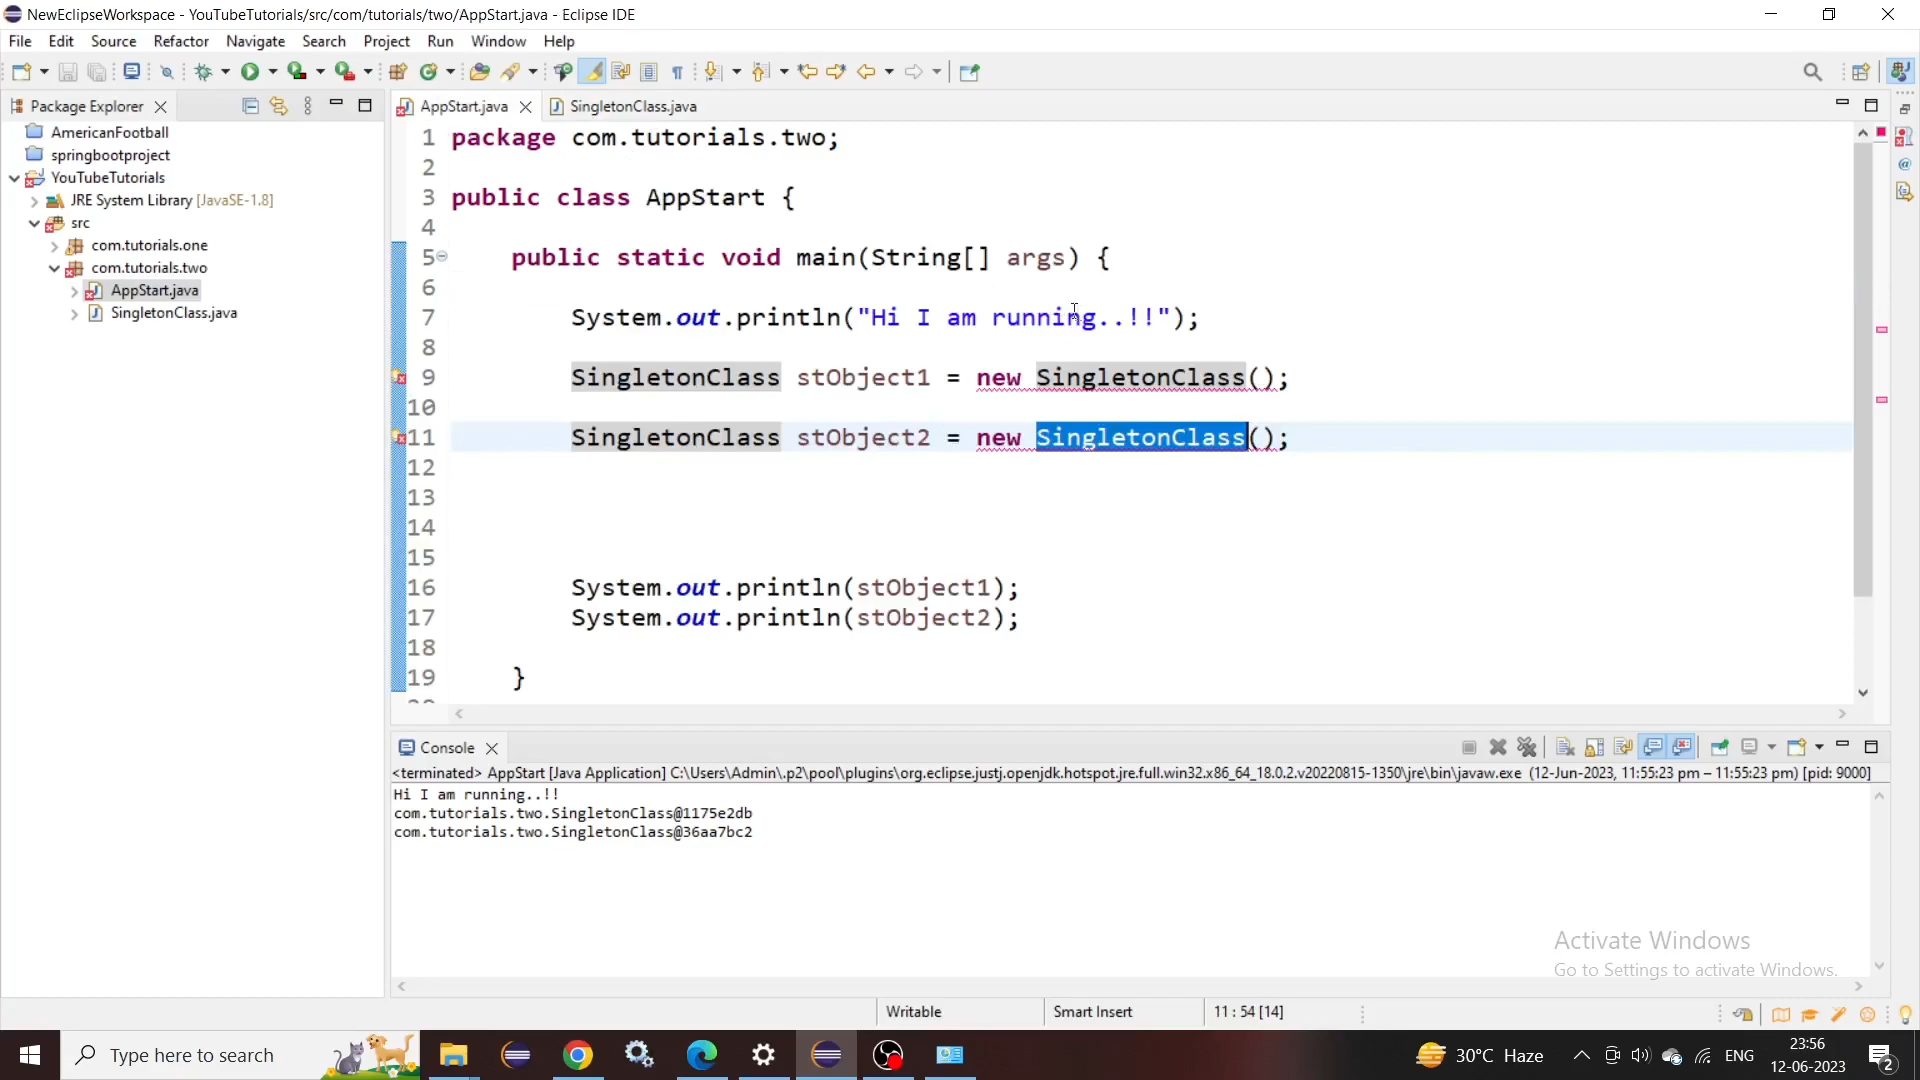 NewEclipseWorkspace - YouTubeTutorials/src/com/tutorials/two/AppStart.java - Eclipse IDE
File Edit Source Refactor Navigate Search Project Run Window Help
Package Explorer
AmericanFootball
springbootproject
YouTubeTutorials
JRE System Library [JavaSE-1.8]
src
com.tutorials.one
com.tutorials.two
AppStart.java
SingletonClass.java
AppStart.java SingletonClass.java
1 package com.tutorials.two;
2
3 public class AppStart {
4
5 public static void main(String[] args) {
6
7 System.out.println("Hi I am running..!!");
8
9 SingletonClass stObject1 = new SingletonClass();
10
11 SingletonClass stObject2 = new SingletonClass();
12
13
14
15
16 System.out.println(stObject1);
17 System.out.println(stObject2);
18
19 }
Console
<terminated> AppStart [Java Application] C:\Users\Admin\.p2\pool\plugins\org.eclipse.justj.openjdk.hotspot.jre.full.win32.x86_64_18.0.2.v20220815-1350\jre\bin\javaw.exe (12-Jun-2023, 11:55:23 pm – 11:55:23 pm) [pid: 9000]
Hi I am running..!!
com.tutorials.two.SingletonClass@1175e2db
com.tutorials.two.SingletonClass@36aa7bc2
Activate Windows
Go to Settings to activate Windows.
Writable Smart Insert 11 : 54 [14]
Type here to search
30°C Haze
ENG
23:56
12-06-2023
2